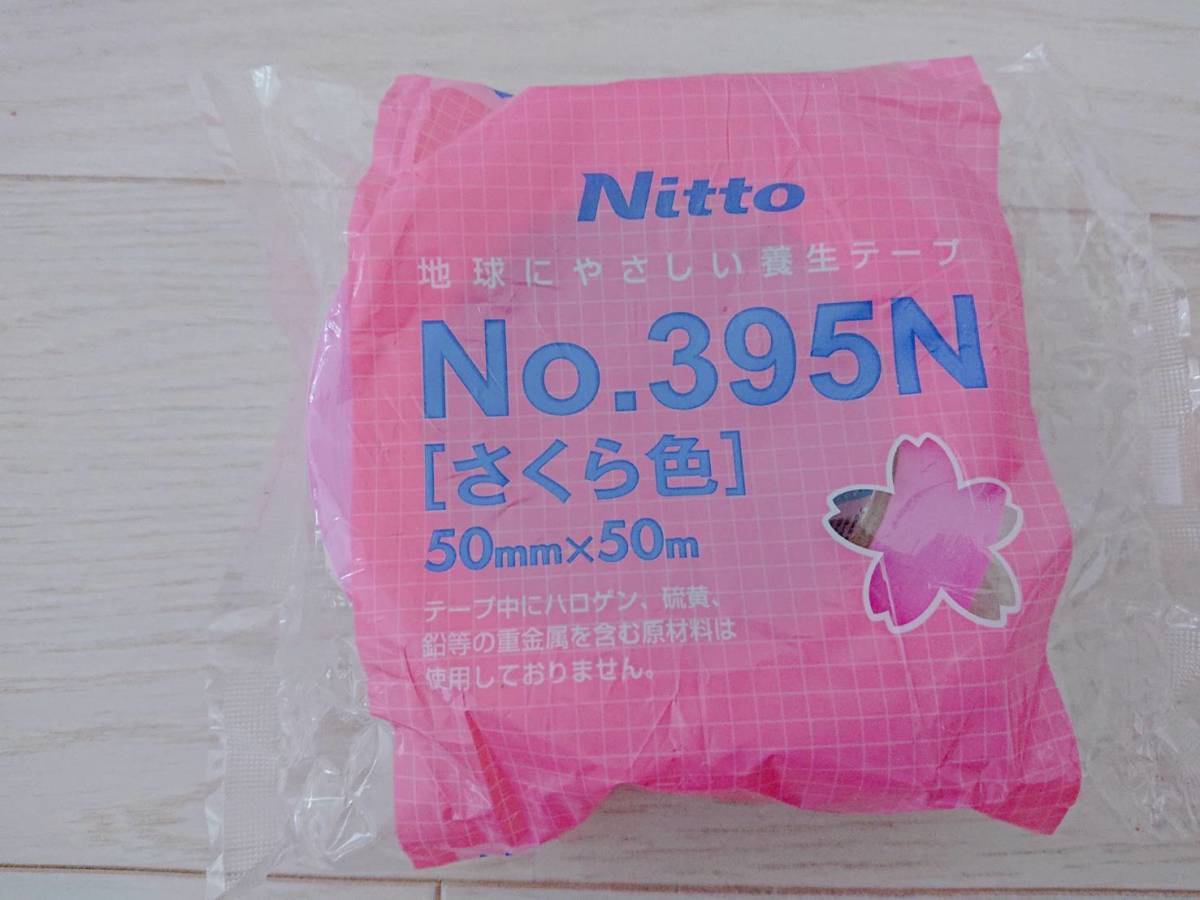 Nitto
地球にやさしい養生テープ
No.395N
[さくら色]
50mm×50m
テープ中にハロゲン、硫黄、
鉛等の重金属を含む原材料は
使用しておりません。